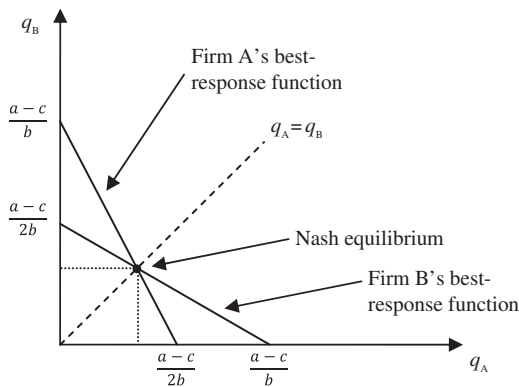 q_B
Firm A's best-
response function
q_A = q_B
(a − c)/b
(a − c)/2b
Nash equilibrium
Firm B's best-
response function
(a − c)/2b
(a − c)/b
q_A